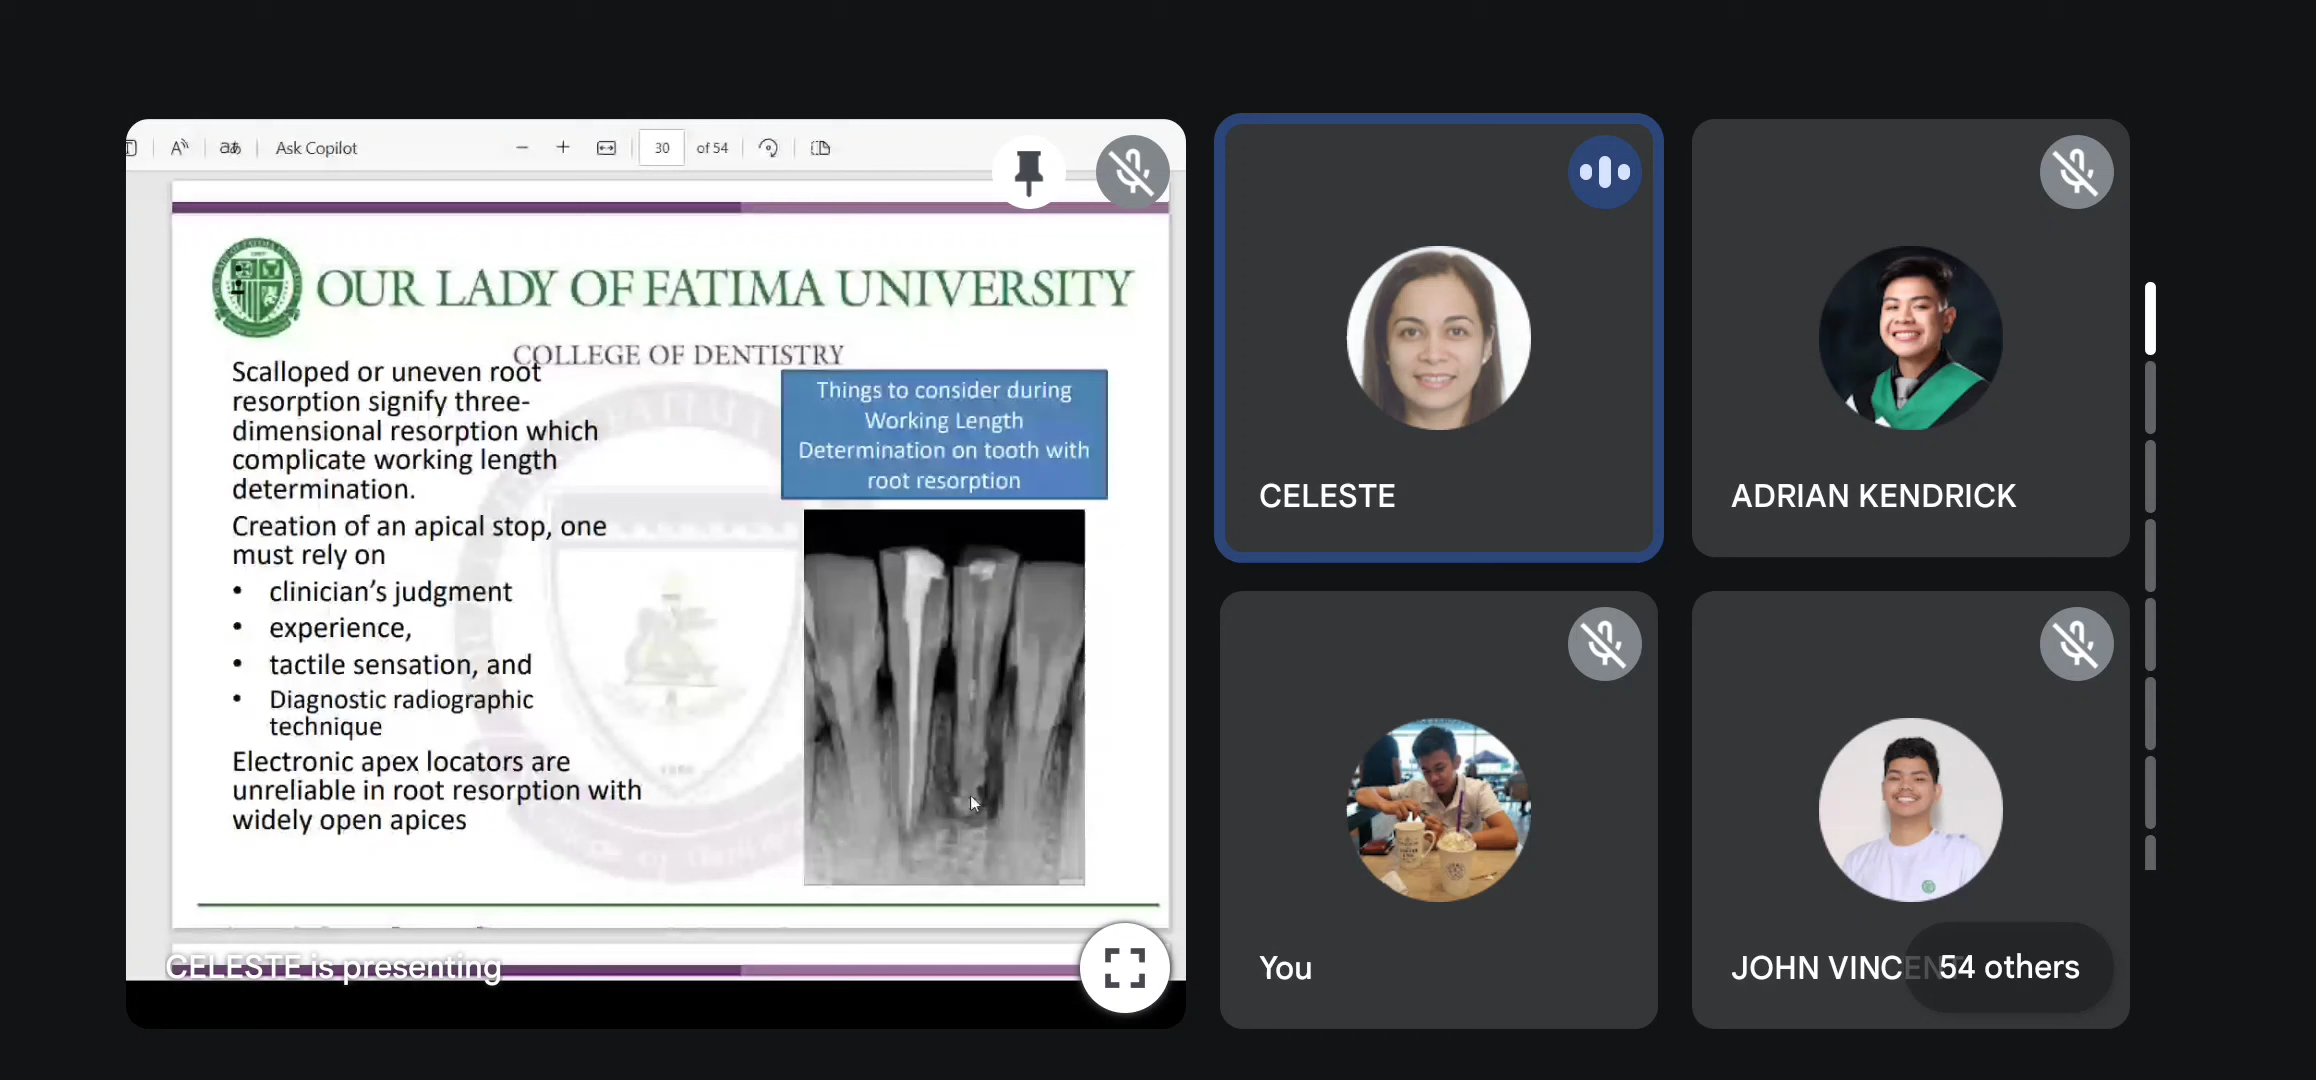 Ask Copilot
30 of 54
OUR LADY OF FATIMA UNIVERSITY
COLLEGE OF DENTISTRY
Scalloped or uneven root
resorption signify three-
dimensional resorption which
complicate working length
determination.
Creation of an apical stop, one
must rely on
• clinician's judgment
• experience,
• tactile sensation, and
• Diagnostic radiographic
technique
Electronic apex locators are
unreliable in root resorption with
widely open apices
Things to consider during
Working Length
Determination on tooth with
root resorption
CELESTE is presenting
CELESTE
ADRIAN KENDRICK
You
JOHN VINCENT
54 others